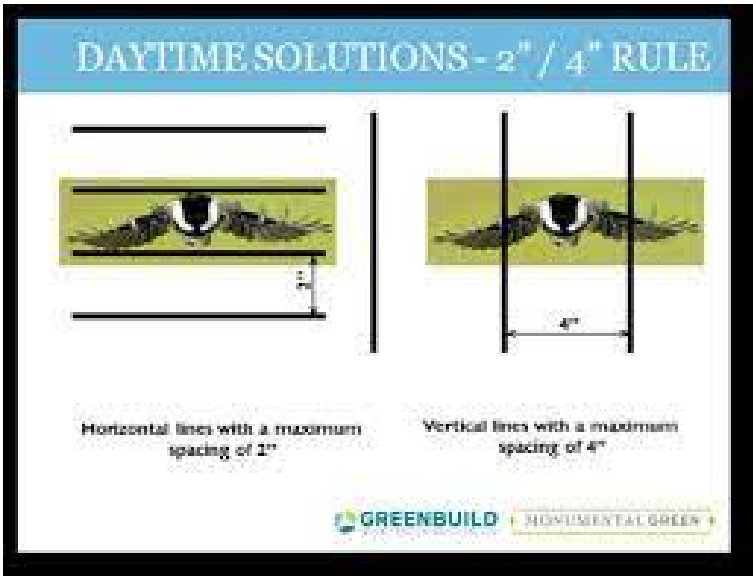 DAYTIME SOLUTIONS - 2" / 4" RULE
2"
4"
Horizontal lines with a maximum
spacing of 2"
Vertical lines with a maximum
spacing of 4"
GREENBUILD
MONUMENTAL GREEN